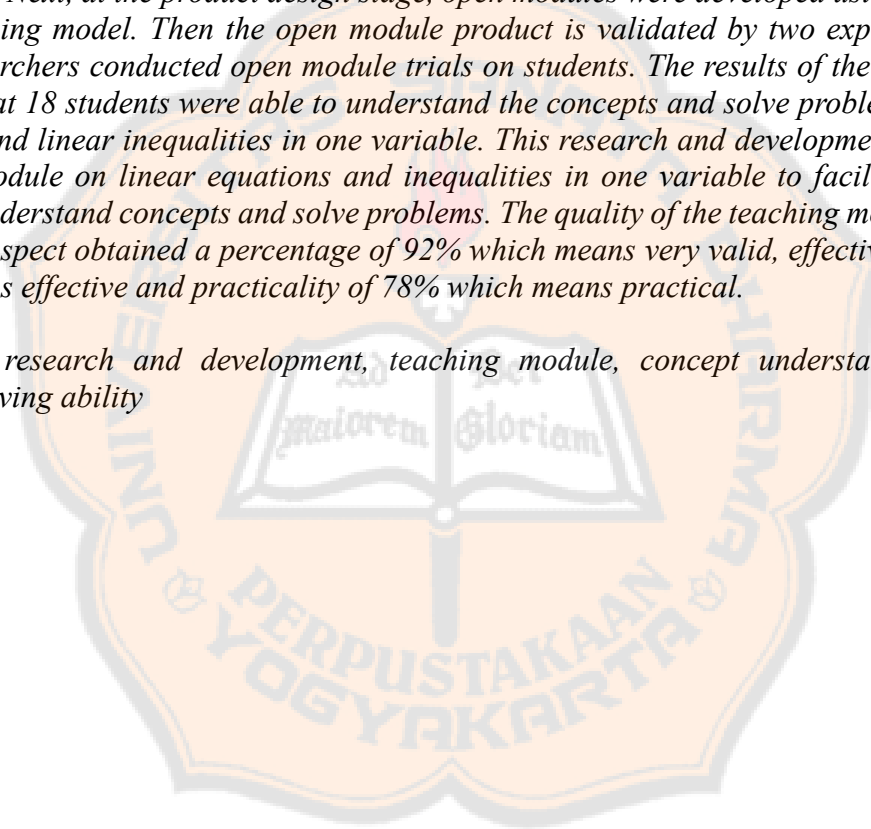 Next, at the product design stage, open modules were developed usi
ing model. Then the open module product is validated by two exp
rchers conducted open module trials on students. The results of the
at 18 students were able to understand the concepts and solve proble
nd linear inequalities in one variable. This research and developme
odule on linear equations and inequalities in one variable to facil
derstand concepts and solve problems. The quality of the teaching m
spect obtained a percentage of 92% which means very valid, effectiv
s effective and practicality of 78% which means practical.
research and development, teaching module, concept understa
ving ability
UNIVERSITAS SANATA DHARMA
Ad Dei
Maiorem Gloriam
PERPUSTAKAAN
YOGYAKARTA